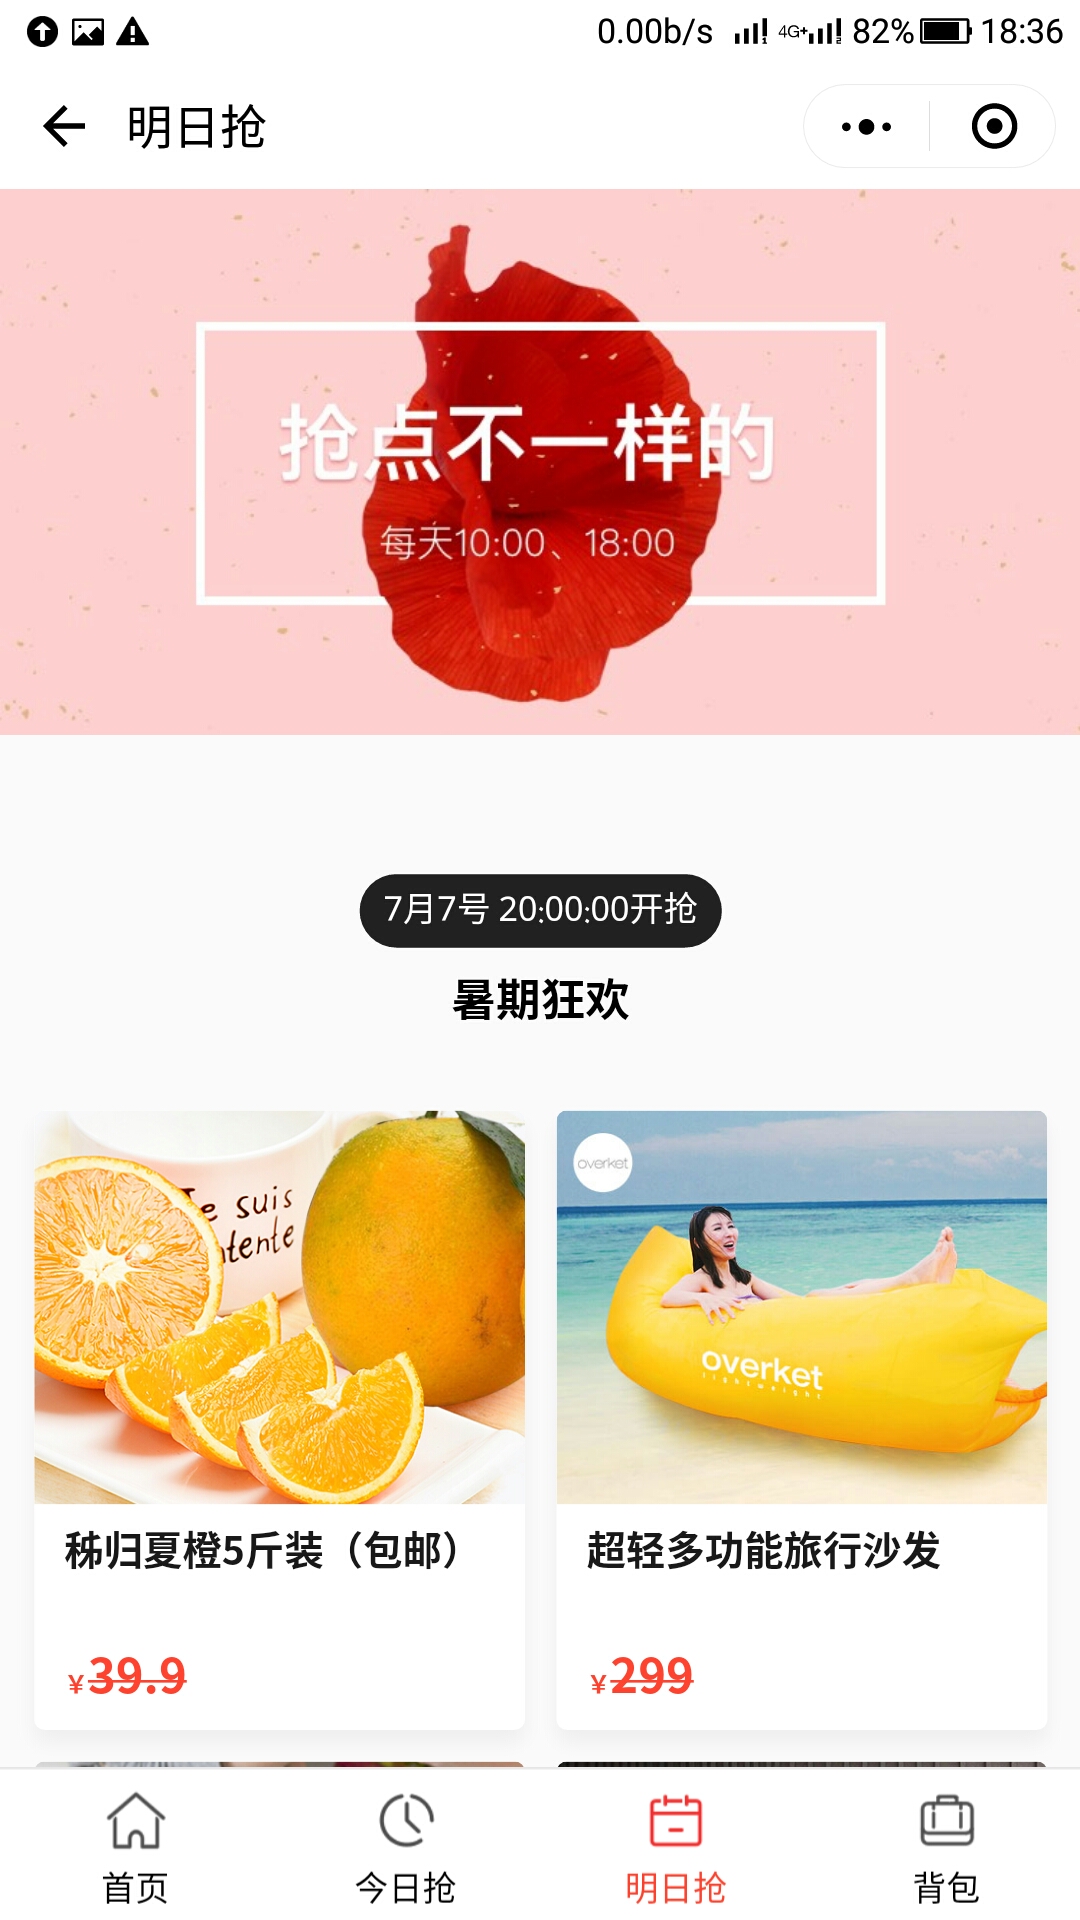 0.00b/s 4G+ 82% 18:36
明日抢
抢点不一样的
每天10:00、18:00
7月7号 20:00:00开抢
暑期狂欢
Je suis
overket
overket
lightweight
秩归夏橙5斤装（包邮）
超轻多功能旅行沙发
¥39.9
¥299
首页
今日抢
明日抢
背包